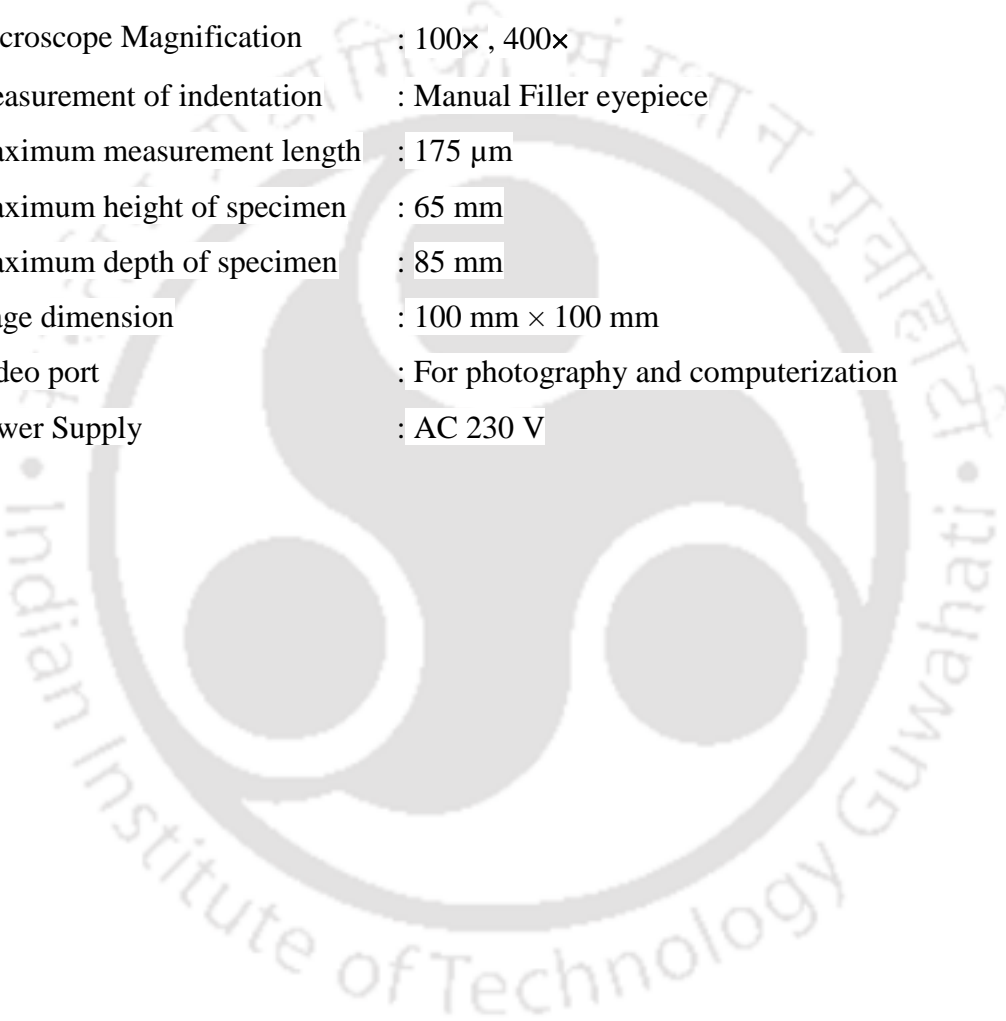 croscope Magnification : 100× , 400×
easurement of indentation : Manual Filler eyepiece
aximum measurement length : 175 µm
aximum height of specimen : 65 mm
aximum depth of specimen : 85 mm
age dimension : 100 mm × 100 mm
deo port : For photography and computerization
wer Supply : AC 230 V
Indian Institute of Technology Guwahati